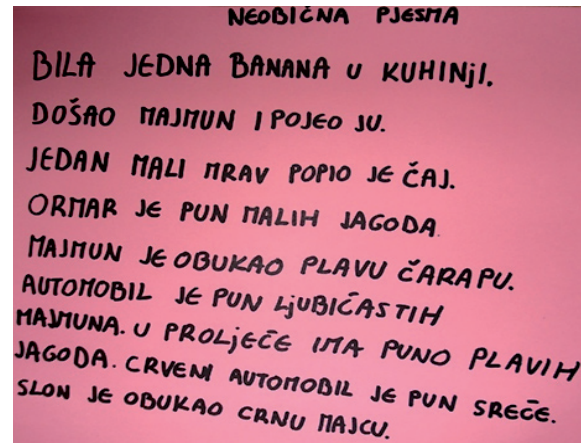 NEOBIČNA PJESMA
BILA JEDNA BANANA U KUHINJI.
DOŠAO MAJMUN I POJEO JU.
JEDAN MALI MRAV POPIO JE ČAJ.
ORMAR JE PUN MALIH JAGODA.
MAJMUN JE OBUKAO PLAVU ČARAPU.
AUTOMOBIL JE PUN LJUBIČASTIH
MAJMUNA. U PROLJEČE IMA PUNO PLAVIH
JAGODA. CRVENI AUTOMOBIL JE PUN SREČE.
SLON JE OBUKAO CRNU MAJCU.